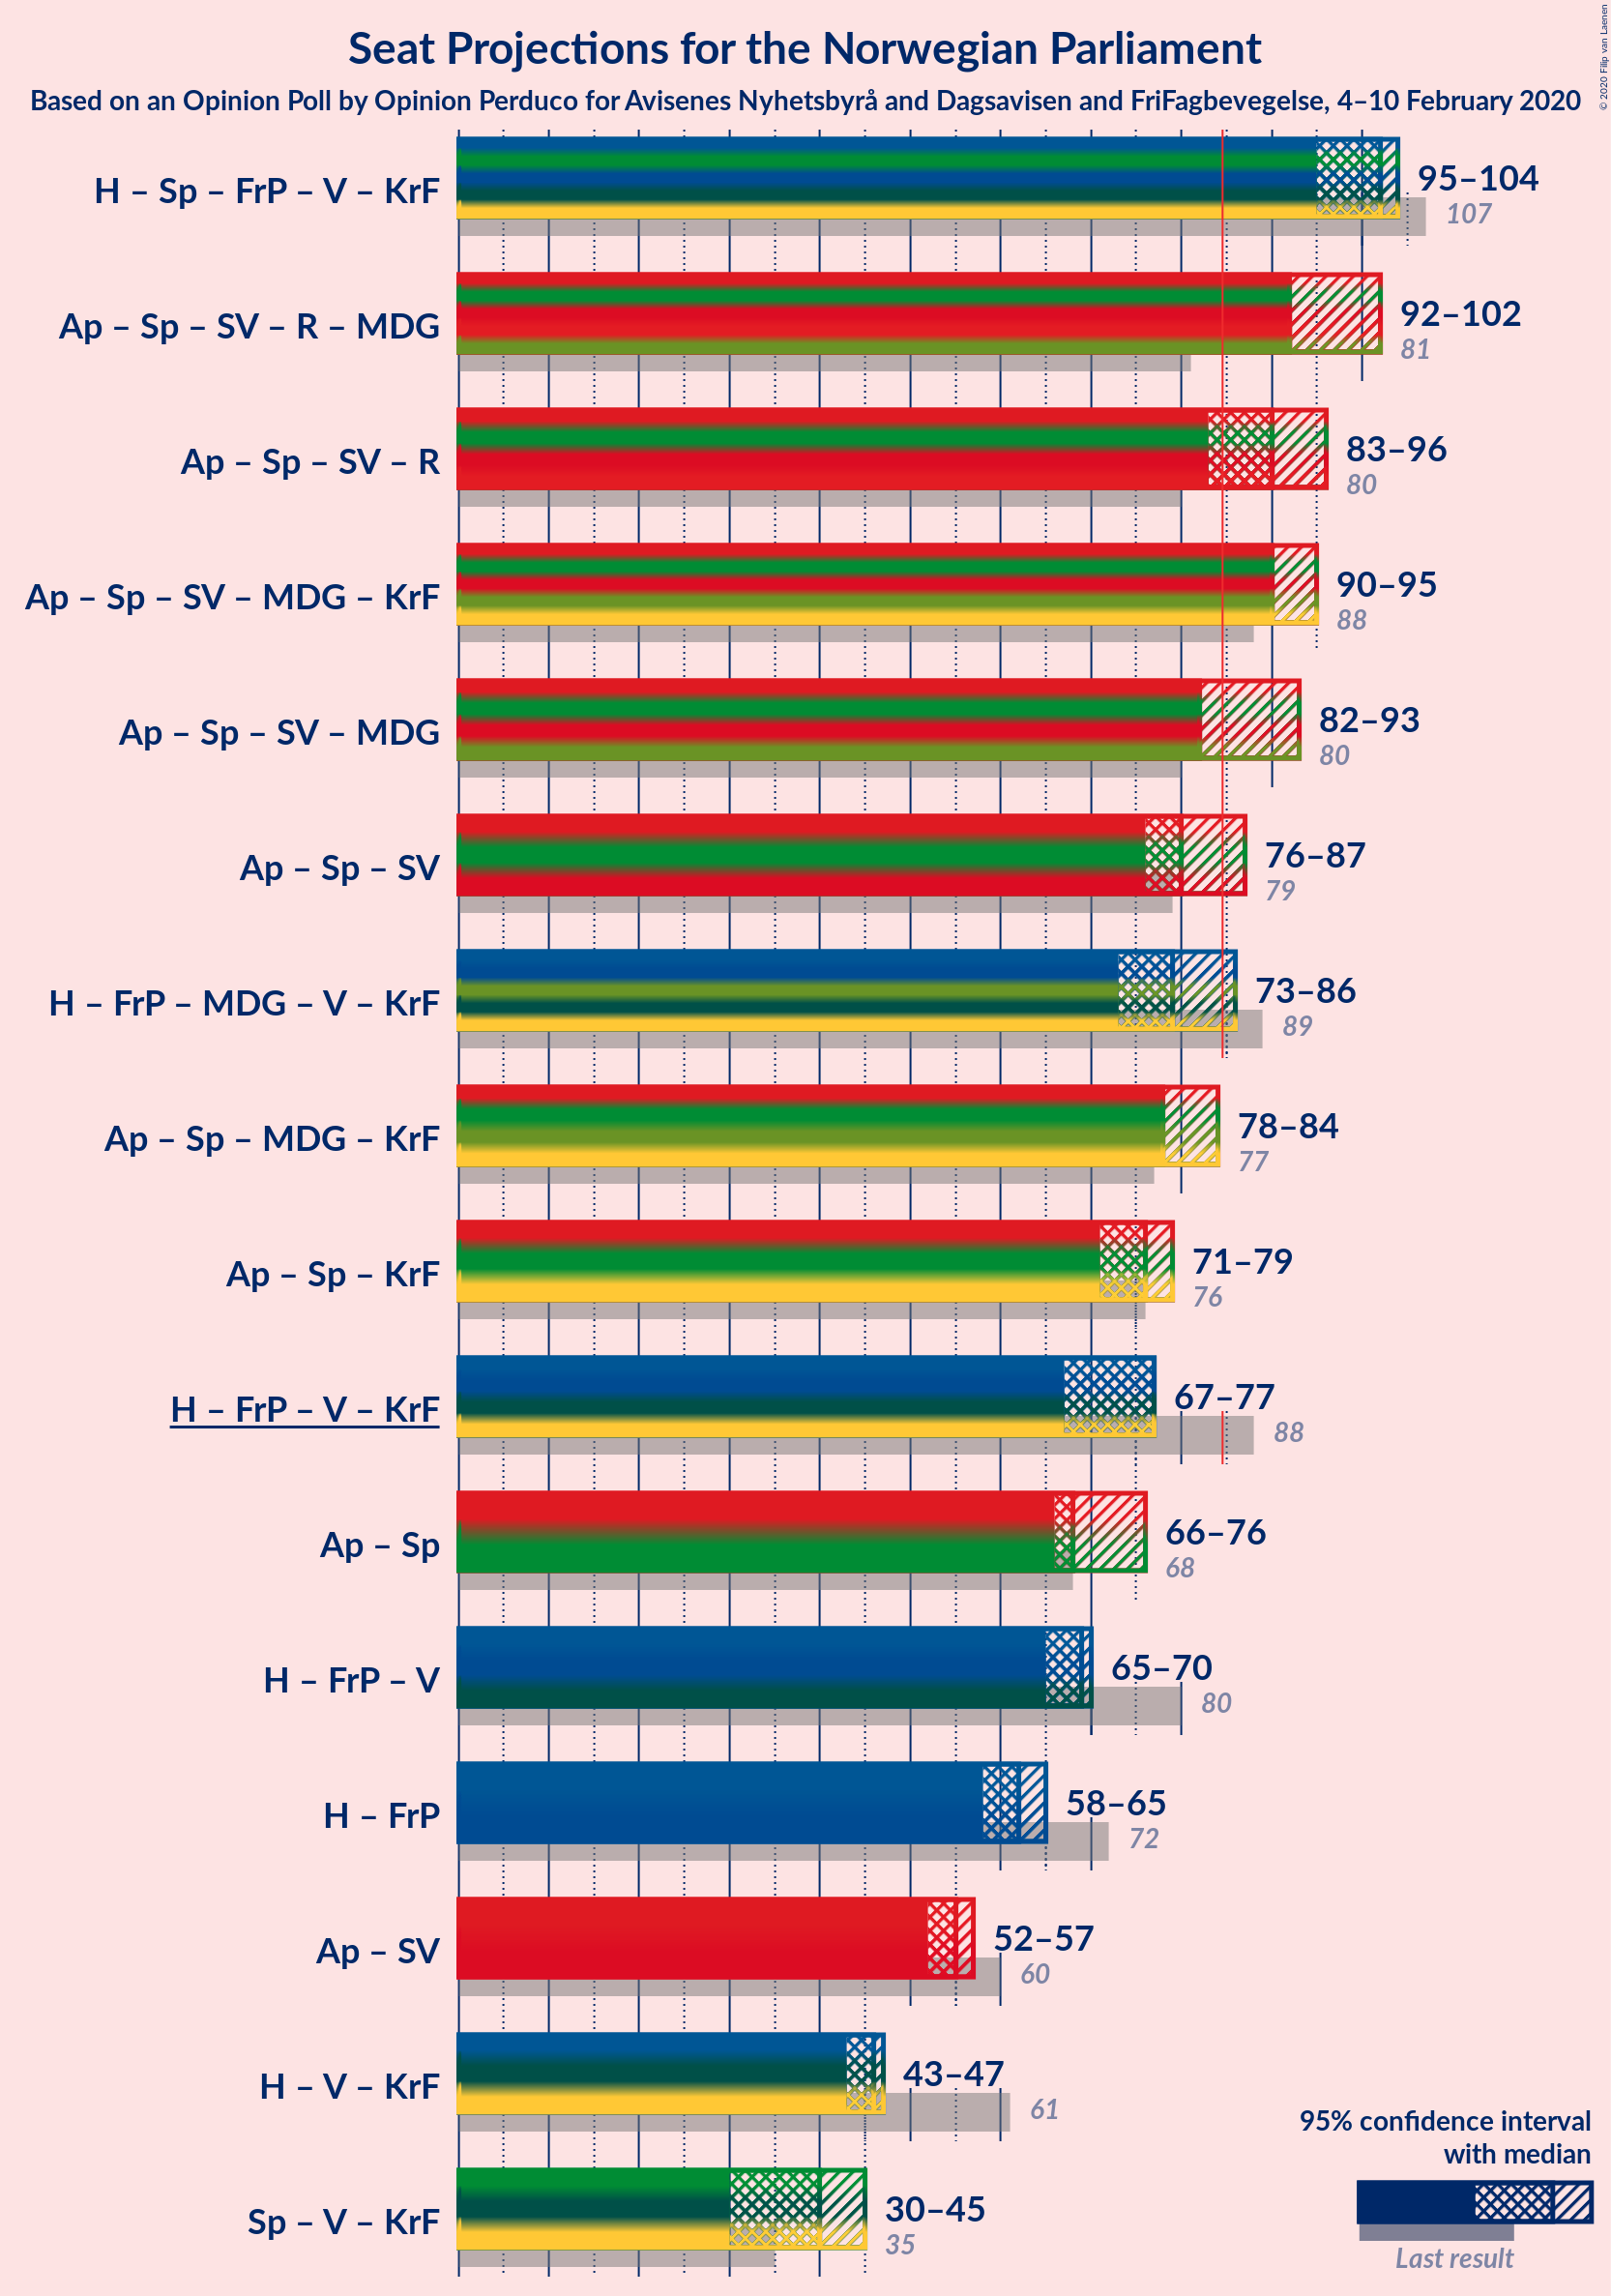 Seat Projections for the Norwegian Parliament
Based on an Opinion Poll by Opinion Perduco for Avisenes Nyhetsbyrå and Dagsavisen and FriFagbevegelse, 4–10 February 2020
© 2020 Filip van Laenen
H – Sp – FrP – V – KrF
95–104
107
Ap – Sp – SV – R – MDG
92–102
81
Ap – Sp – SV – R
83–96
80
Ap – Sp – SV – MDG – KrF
90–95
88
Ap – Sp – SV – MDG
82–93
80
Ap – Sp – SV
76–87
79
H – FrP – MDG – V – KrF
73–86
89
Ap – Sp – MDG – KrF
78–84
77
Ap – Sp – KrF
71–79
76
H – FrP – V – KrF
67–77
88
Ap – Sp
66–76
68
H – FrP – V
65–70
80
H – FrP
58–65
72
Ap – SV
52–57
60
H – V – KrF
43–47
61
Sp – V – KrF
30–45
35
95% confidence interval
with median
Last result